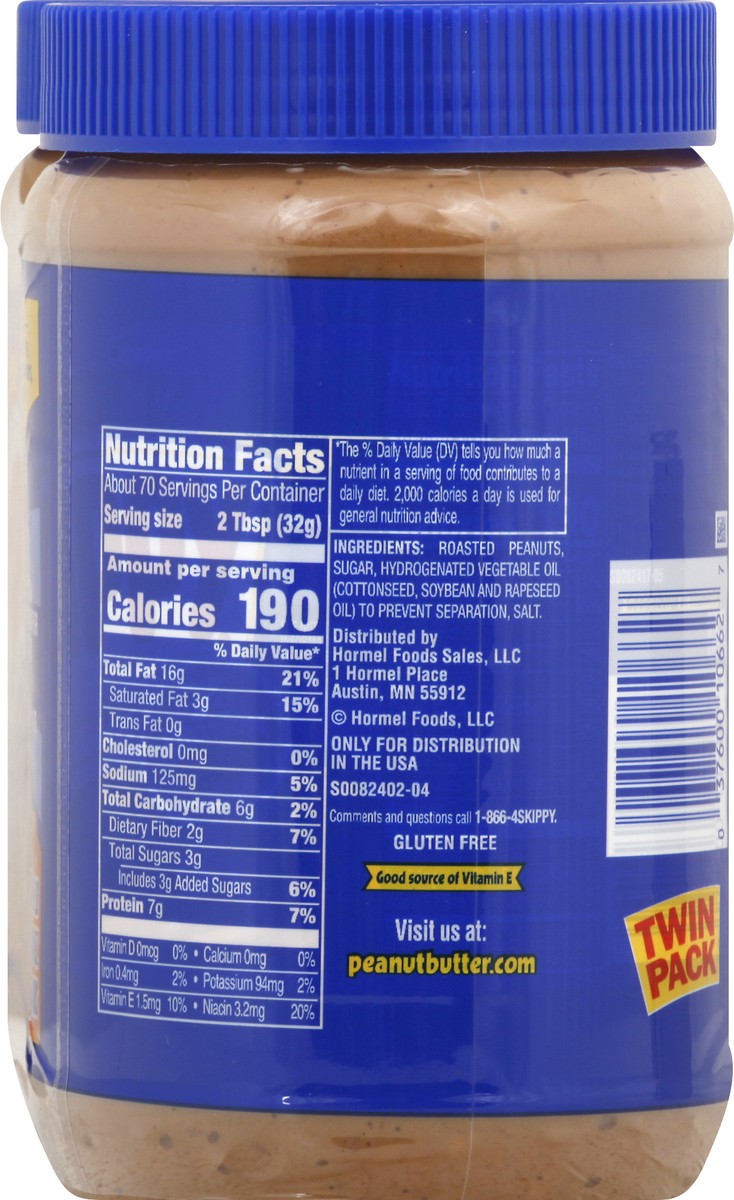 Nutrition Facts
About 70 Servings Per Container
Serving size 2 Tbsp (32g)
Amount per serving
Calories 190
% Daily Value*
Total Fat 16g 21%
Saturated Fat 3g 15%
Trans Fat 0g
Cholesterol 0mg 0%
Sodium 125mg 5%
Total Carbohydrate 6g 2%
Dietary Fiber 2g 7%
Total Sugars 3g
Includes 3g Added Sugars 6%
Protein 7g 7%
Vitamin D 0mcg 0% • Calcium 0mg 0%
Iron 0.4mg 2% • Potassium 94mg 2%
Vitamin E 1.5mg 10% • Niacin 3.2mg 20%
*The % Daily Value (DV) tells you how much a
nutrient in a serving of food contributes to a
daily diet. 2,000 calories a day is used for
general nutrition advice.
INGREDIENTS: ROASTED PEANUTS,
SUGAR, HYDROGENATED VEGETABLE OIL
(COTTONSEED, SOYBEAN AND RAPESEED
OIL) TO PREVENT SEPARATION, SALT.
Distributed by
Hormel Foods Sales, LLC
1 Hormel Place
Austin, MN 55912
© Hormel Foods, LLC
ONLY FOR DISTRIBUTION
IN THE USA
S0082402-04
Comments and questions call 1-866-4SKIPPY.
GLUTEN FREE
Good source of Vitamin E
Visit us at:
peanutbutter.com
0 37600 10662 7
TWIN
PACK